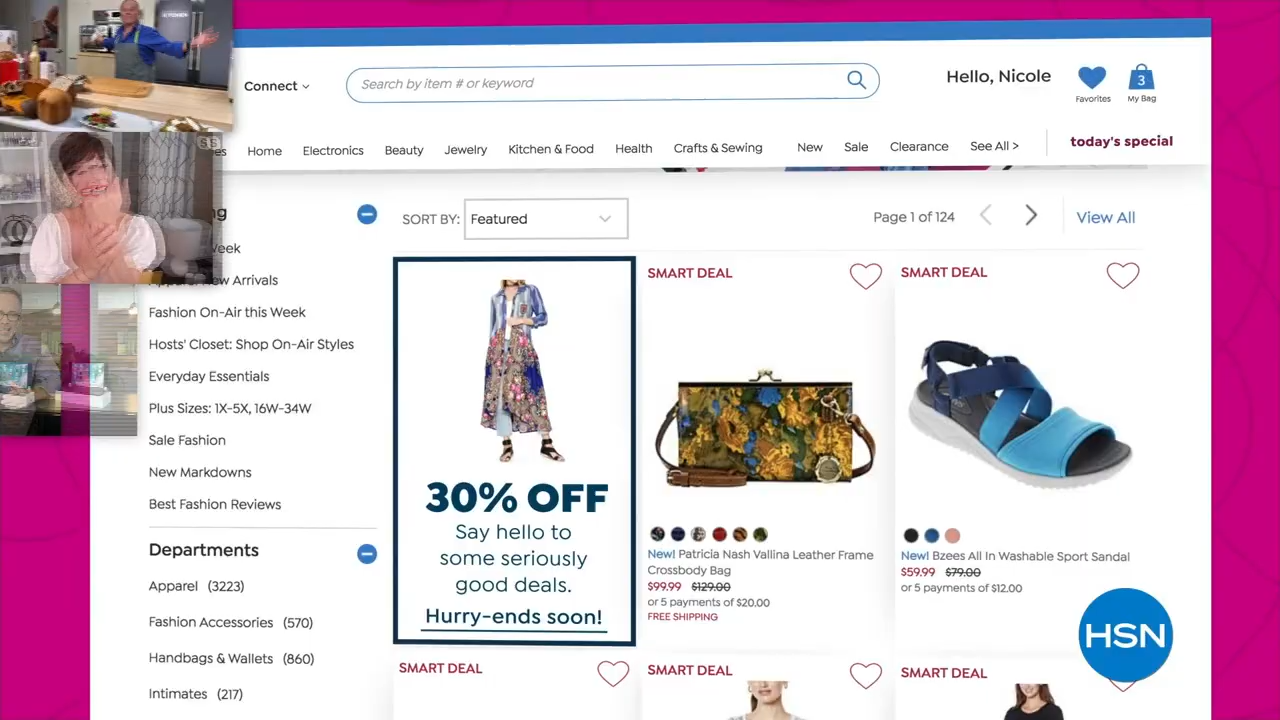 Connect
Search by item # or keyword
Hello, Nicole
Favorites
3
My Bag
Home
Electronics
Beauty
Jewelry
Kitchen & Food
Health
Crafts & Sewing
New
Sale
Clearance
See All >
today's special
SORT BY:
Featured
Page 1 of 124
View All
Week
New Arrivals
Fashion On-Air this Week
Hosts' Closet: Shop On-Air Styles
Everyday Essentials
Plus Sizes: 1X-5X, 16W-34W
Sale Fashion
New Markdowns
Best Fashion Reviews
Departments
Apparel (3223)
Fashion Accessories (570)
Handbags & Wallets (860)
Intimates (217)
30% OFF
Say hello to
some seriously
good deals.
Hurry-ends soon!
SMART DEAL
New! Patricia Nash Vallina Leather Frame
Crossbody Bag
$99.99 $129.00
or 5 payments of $20.00
FREE SHIPPING
SMART DEAL
New! Bzees All In Washable Sport Sandal
$59.99 $79.00
or 5 payments of $12.00
HSN
SMART DEAL
SMART DEAL
SMART DEAL